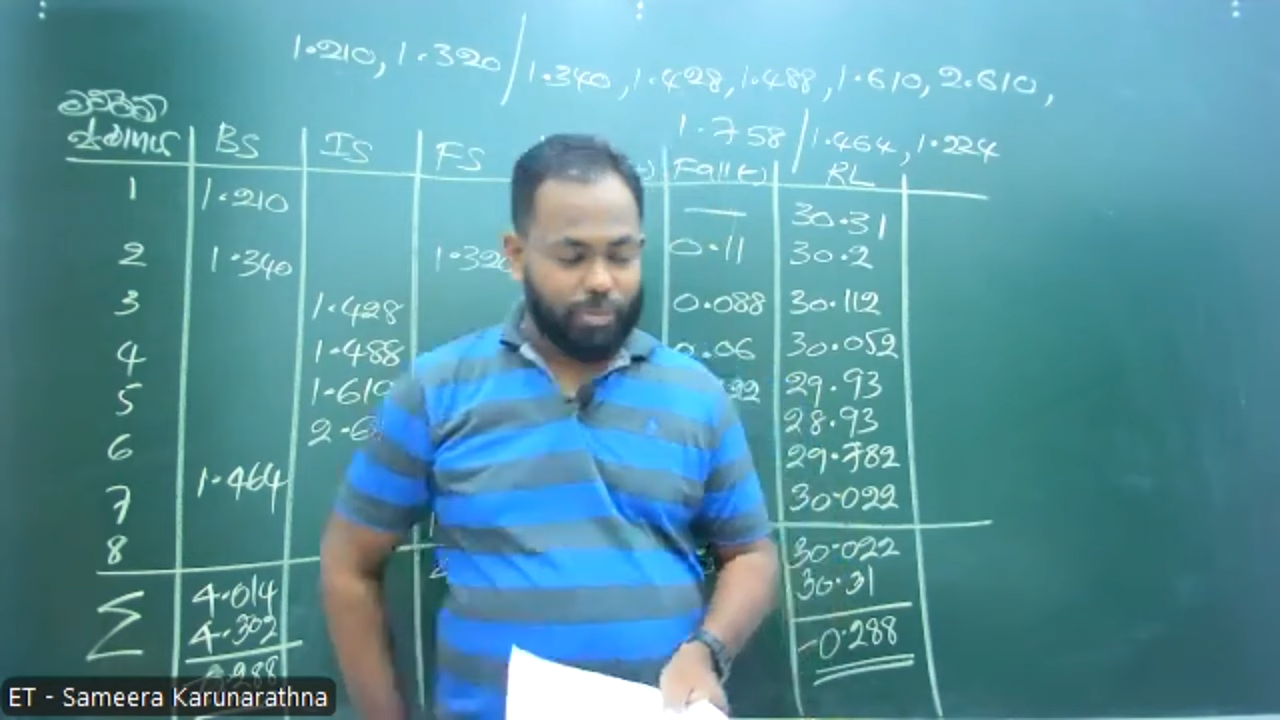 1.210, 1.320 / 1.340, 1.428, 1.488, 1.610, 2.610,
1.758 / 1.464, 1.224
BS IS FS Fall(-) RL
1 1.210 — 30.31
2 1.340 1.320 0.11 30.2
3 1.428 0.088 30.112
4 1.488 0.06 30.052
5 1.610 29.93
6 28.93
7 1.464 29.782
8 30.022
Σ 4.014 30.022
4.302 30.31
-0.288
ET - Sameera Karunarathna